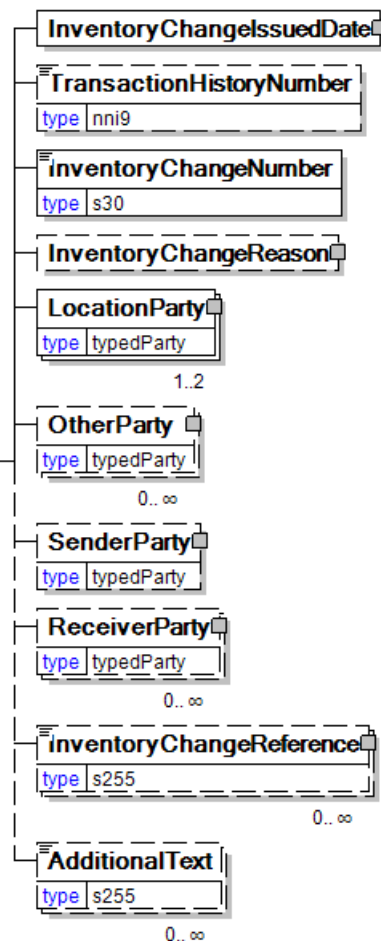 InventoryChangeIssuedDate
TransactionHistoryNumber
type nni9
InventoryChangeNumber
type s30
InventoryChangeReason
LocationParty
type typedParty
1..2
OtherParty
type typedParty
0.. ∞
SenderParty
type typedParty
ReceiverParty
type typedParty
0.. ∞
InventoryChangeReference
type s255
0.. ∞
AdditionalText
type s255
0.. ∞